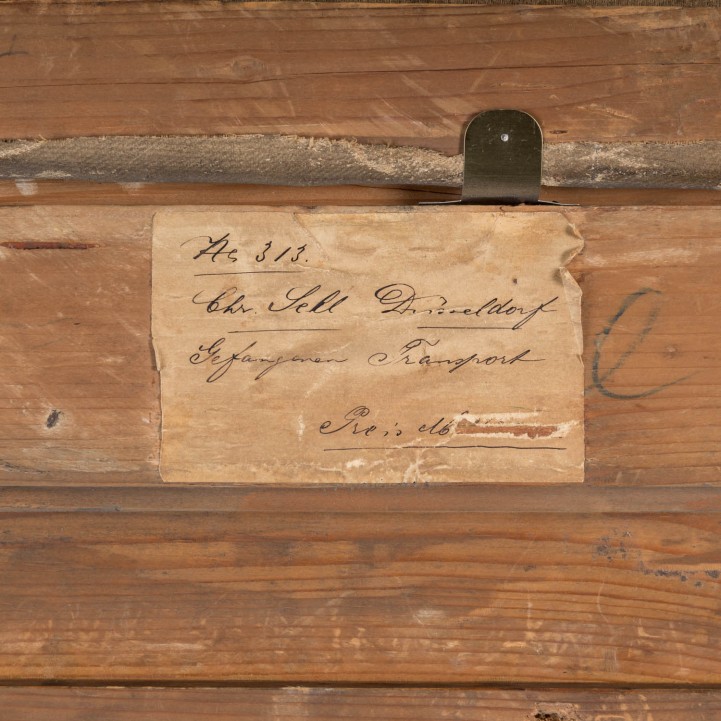 No 313.
Chr. Sell Düsseldorf
Gefangenen Transport
Preis M